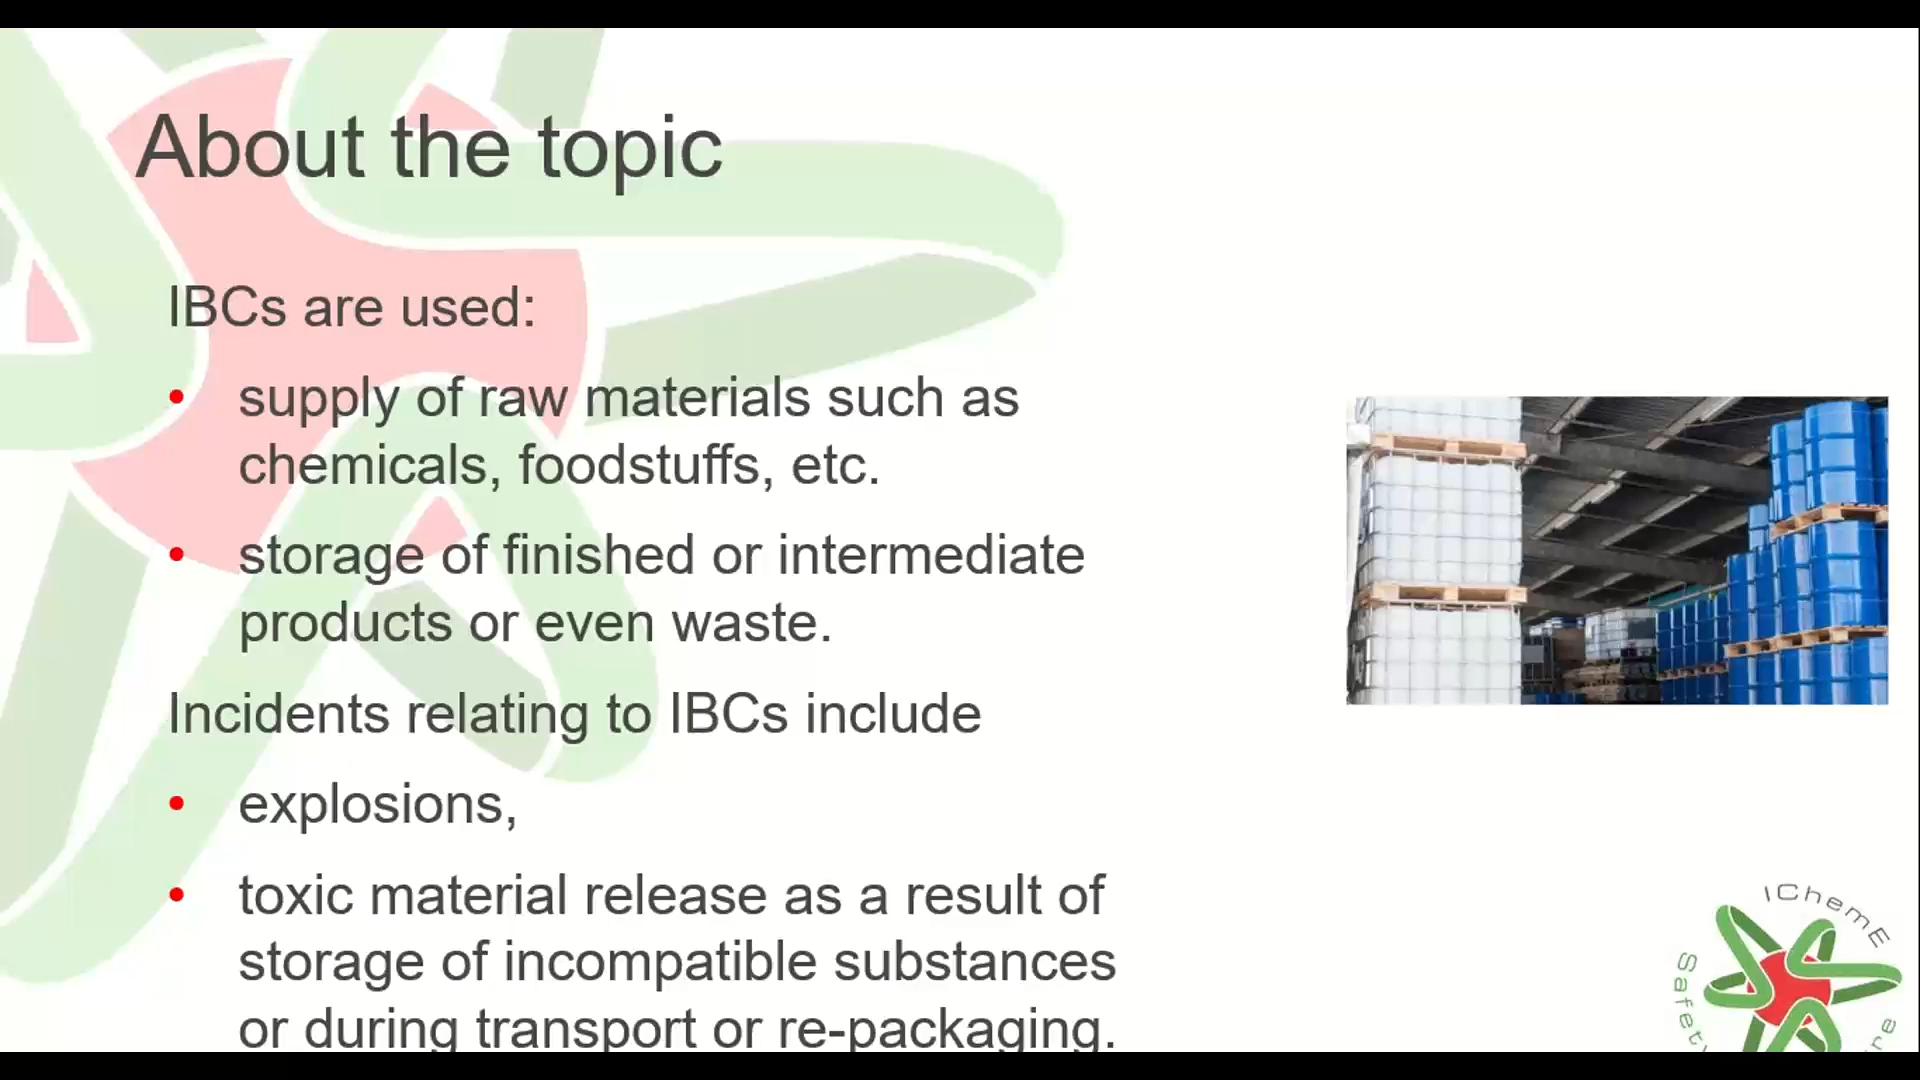 About the topic
IBCs are used:
• supply of raw materials such as
chemicals, foodstuffs, etc.
• storage of finished or intermediate
products or even waste.
Incidents relating to IBCs include
• explosions,
• toxic material release as a result of
storage of incompatible substances
or during transport or re-packaging.
IChemE